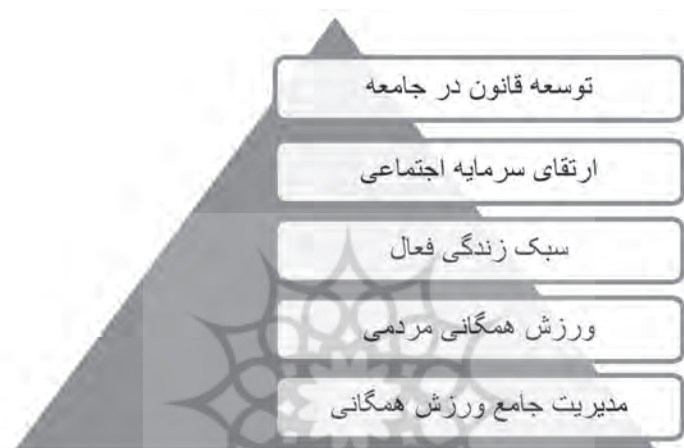 توسعه قانون در جامعه
ارتقای سرمایه اجتماعی
سبک زندگی فعال
ورزش همگانی مردمی
مدیریت جامع ورزش همگانی